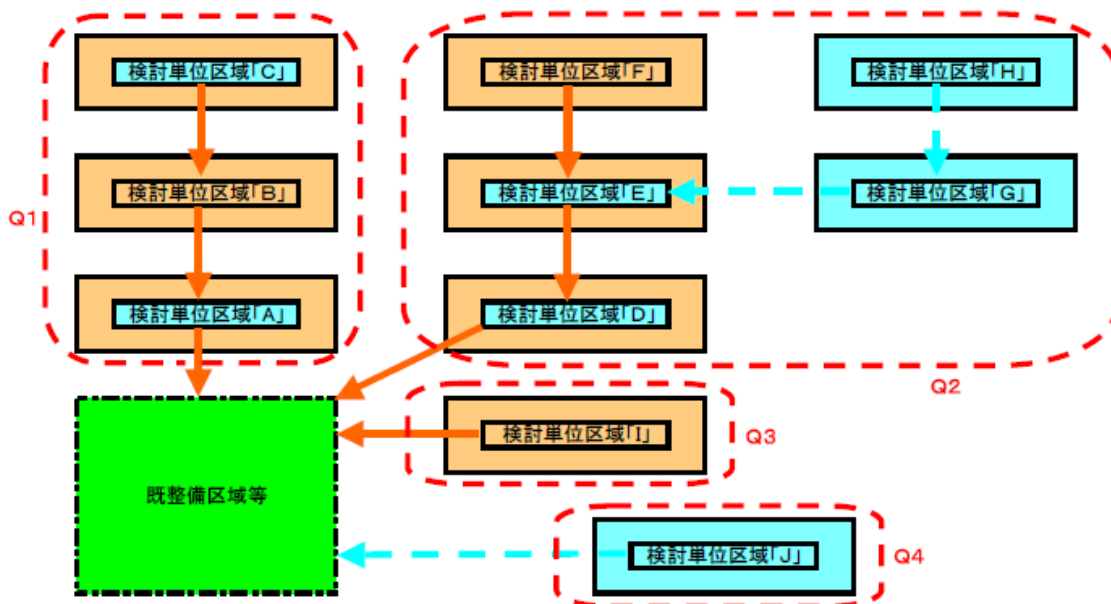 検討単位区域「C」
検討単位区域「F」
検討単位区域「H」
検討単位区域「B」
検討単位区域「E」
検討単位区域「G」
Q1
検討単位区域「A」
検討単位区域「D」
Q2
検討単位区域「I」
Q3
既整備区域等
検討単位区域「J」
Q4